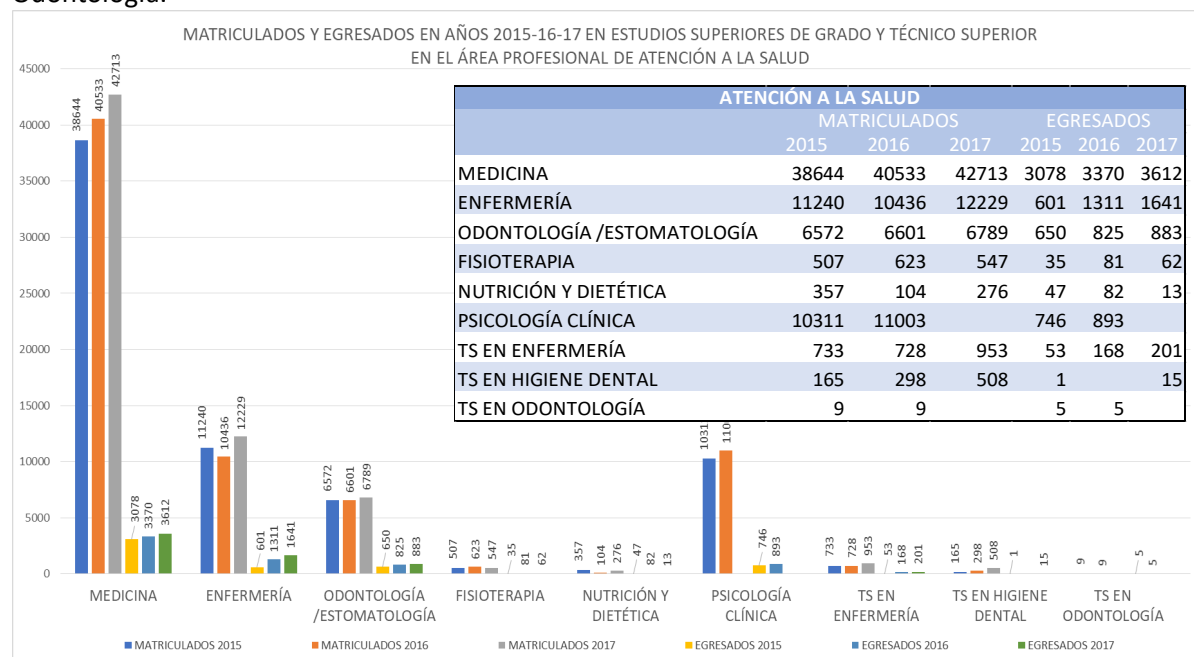 Odontología.
MATRICULADOS Y EGRESADOS EN AÑOS 2015-16-17 EN ESTUDIOS SUPERIORES DE GRADO Y TÉCNICO SUPERIOR
EN EL ÁREA PROFESIONAL DE ATENCIÓN A LA SALUD
45000
40000
35000
30000
25000
20000
15000
10000
5000
0
ATENCIÓN A LA SALUD
MATRICULADOS EGRESADOS
2015 2016 2017 2015 2016 2017
MEDICINA 38644 40533 42713 3078 3370 3612
ENFERMERÍA 11240 10436 12229 601 1311 1641
ODONTOLOGÍA /ESTOMATOLOGÍA 6572 6601 6789 650 825 883
FISIOTERAPIA 507 623 547 35 81 62
NUTRICIÓN Y DIETÉTICA 357 104 276 47 82 13
PSICOLOGÍA CLÍNICA 10311 11003 746 893
TS EN ENFERMERÍA 733 728 953 53 168 201
TS EN HIGIENE DENTAL 165 298 508 1 15
TS EN ODONTOLOGÍA 9 9 5 5
38644 40533 42713 3078 3370 3612
11240 10436 12229 601 1311 1641
6572 6601 6789 650 825 883
507 623 547 35 81 62
357 104 276 47 82 13
1031 110 746 893
733 728 953 53 168 201
165 298 508 1 15
9 9 5 5
MEDICINA
ENFERMERÍA
ODONTOLOGÍA
/ESTOMATOLOGÍA
FISIOTERAPIA
NUTRICIÓN Y
DIETÉTICA
PSICOLOGÍA
CLÍNICA
TS EN
ENFERMERÍA
TS EN HIGIENE
DENTAL
TS EN
ODONTOLOGÍA
MATRICULADOS 2015 MATRICULADOS 2016 MATRICULADOS 2017 EGRESADOS 2015 EGRESADOS 2016 EGRESADOS 2017